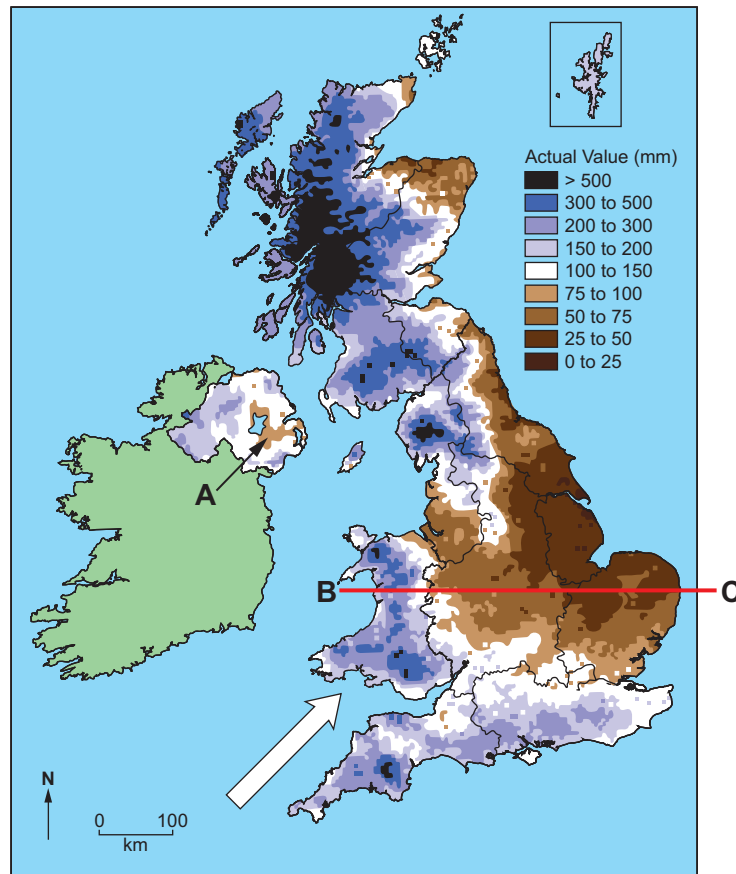 Actual Value (mm)
> 500
300 to 500
200 to 300
150 to 200
100 to 150
75 to 100
50 to 75
25 to 50
0 to 25
A
B
C
N
0 100
km